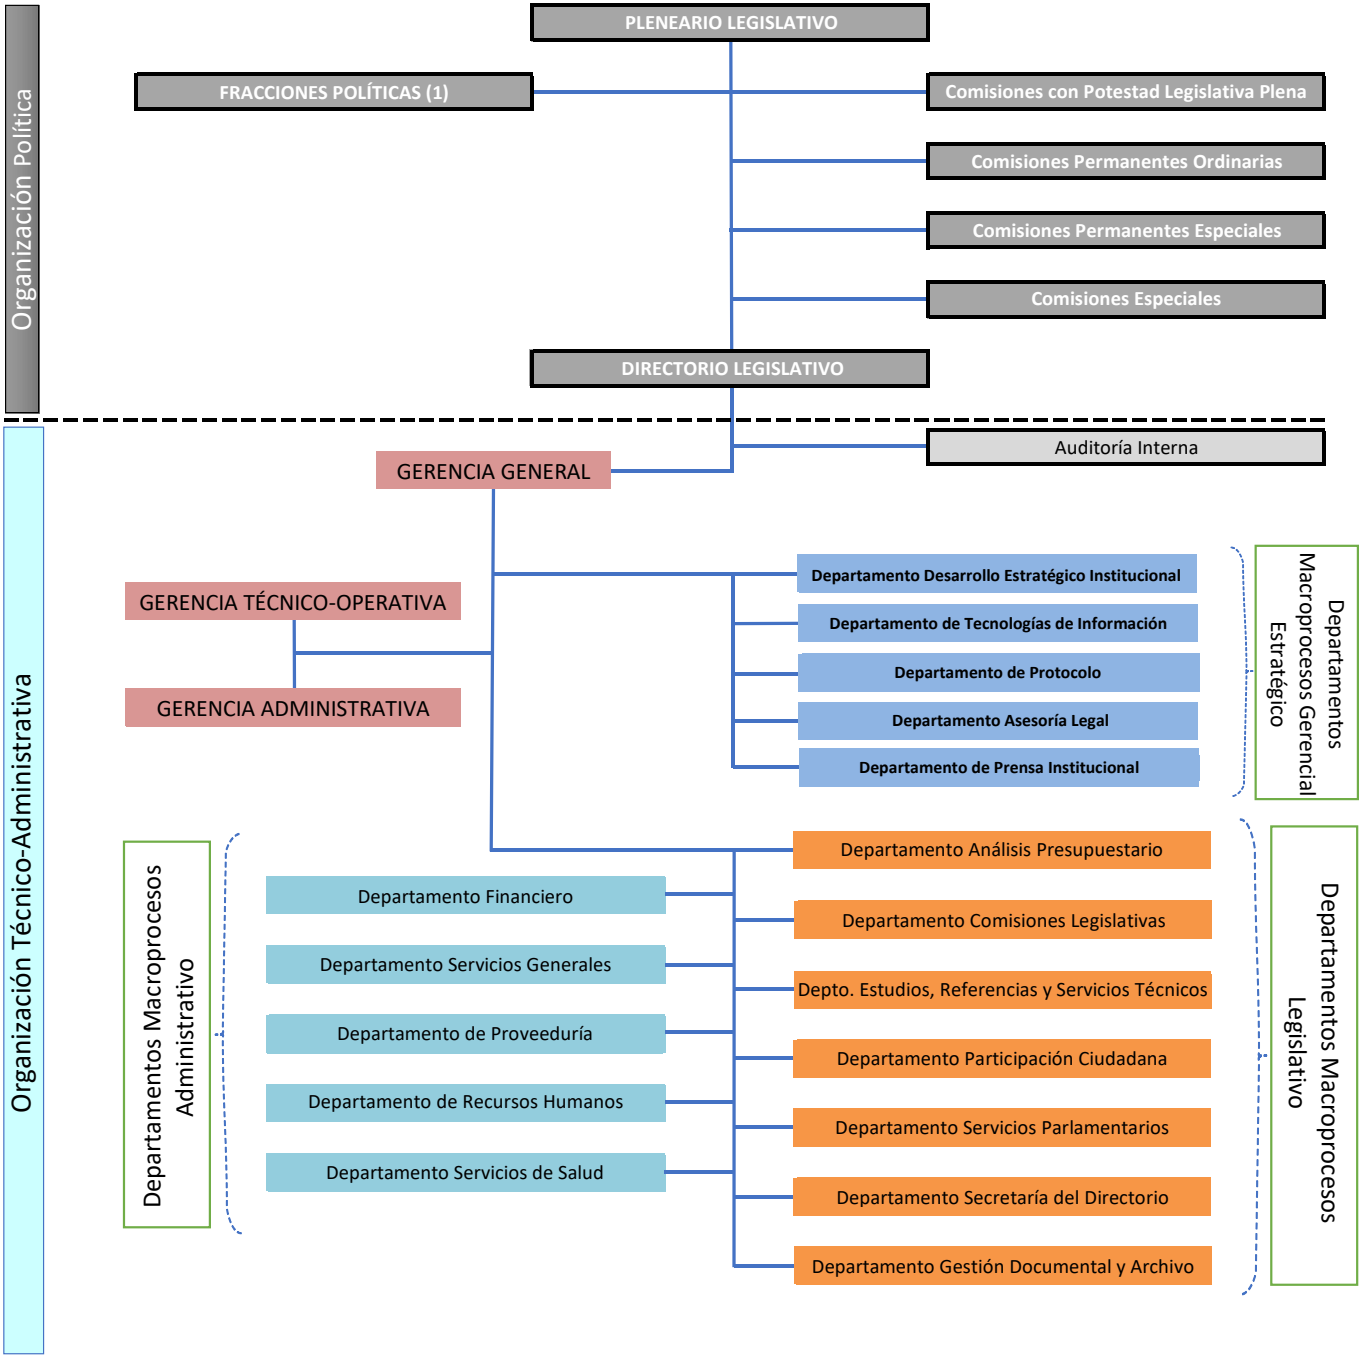 Organización Política
PLENEARIO LEGISLATIVO
FRACCIONES POLÍTICAS (1)
Comisiones con Potestad Legislativa Plena
Comisiones Permanentes Ordinarias
Comisiones Permanentes Especiales
Comisiones Especiales
DIRECTORIO LEGISLATIVO
Organización Técnico-Administrativa
Auditoría Interna
GERENCIA GENERAL
GERENCIA TÉCNICO-OPERATIVA
GERENCIA ADMINISTRATIVA
Departamento Desarrollo Estratégico Institucional
Departamento de Tecnologías de Información
Departamento de Protocolo
Departamento Asesoría Legal
Departamento de Prensa Institucional
Departamentos
Macroprocesos Gerencial
Estratégico
Departamentos Macroprocesos
Administrativo
Departamento Financiero
Departamento Servicios Generales
Departamento de Proveeduría
Departamento de Recursos Humanos
Departamento Servicios de Salud
Departamento Análisis Presupuestario
Departamento Comisiones Legislativas
Depto. Estudios, Referencias y Servicios Técnicos
Departamento Participación Ciudadana
Departamento Servicios Parlamentarios
Departamento Secretaría del Directorio
Departamento Gestión Documental y Archivo
Departamentos Macroprocesos
Legislativo